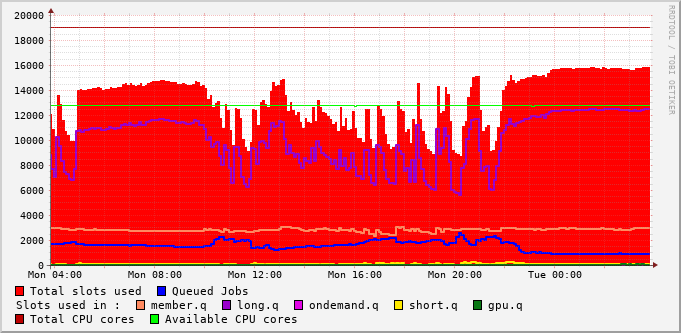 20000
18000
16000
14000
12000
10000
8000
6000
4000
2000
0
Mon 04:00 Mon 08:00 Mon 12:00 Mon 16:00 Mon 20:00 Tue 00:00
Total slots used Queued Jobs
Slots used in : member.q long.q ondemand.q short.q gpu.q
Total CPU cores Available CPU cores
RRDTOOL / TOBI OETIKER